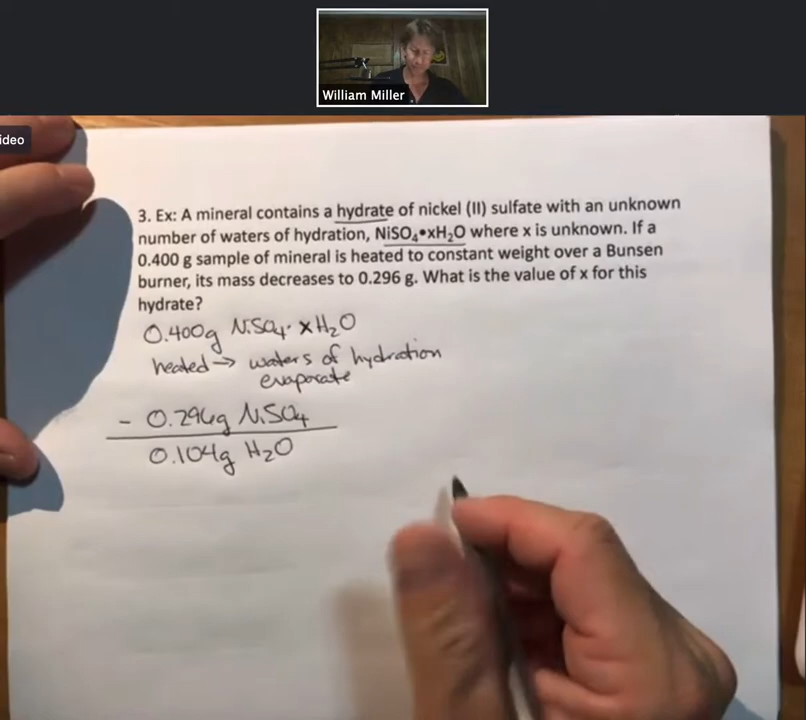 William Miller
ideo
3. Ex: A mineral contains a hydrate of nickel (II) sulfate with an unknown
number of waters of hydration, NiSO₄•xH₂O where x is unknown. If a
0.400 g sample of mineral is heated to constant weight over a Bunsen
burner, its mass decreases to 0.296 g. What is the value of x for this
hydrate?
0.400g NiSO₄· xH₂O
heated → waters of hydration
evaporate
- 0.296g NiSO₄
0.104g H₂O